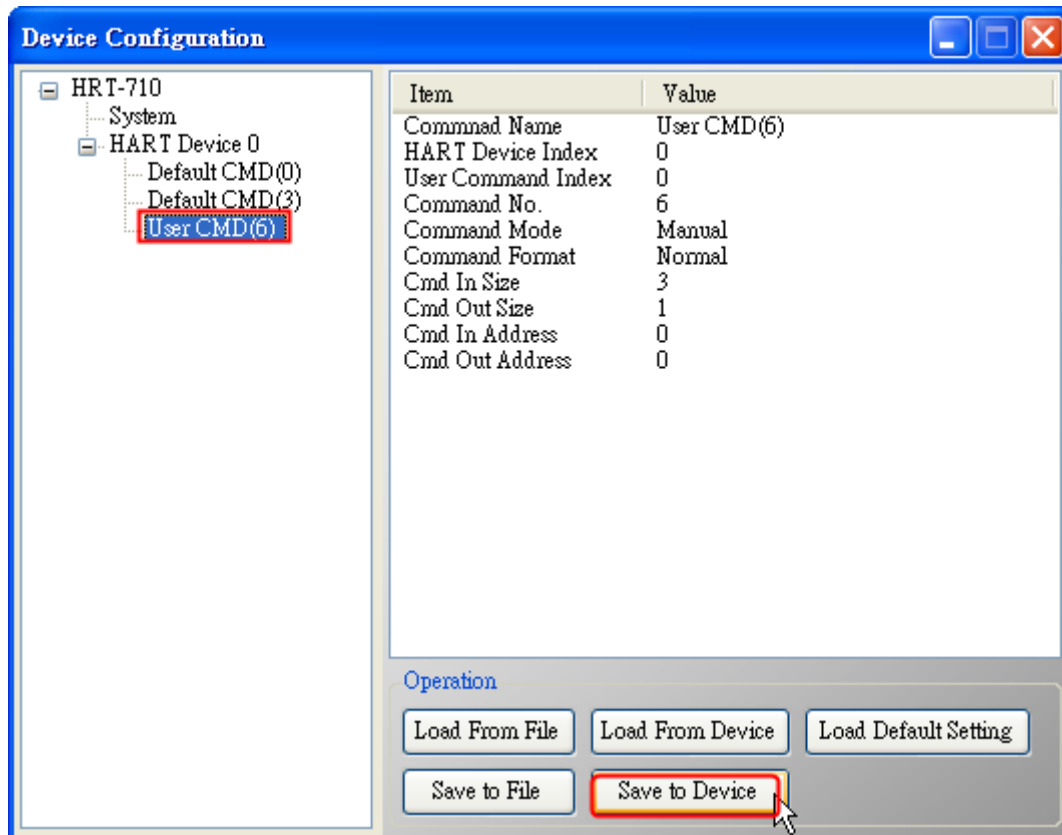 Device Configuration
HRT-710
System
HART Device 0
Default CMD(0)
Default CMD(3)
User CMD(6)
Item Value
Commnad Name User CMD(6)
HART Device Index 0
User Command Index 0
Command No. 6
Command Mode Manual
Command Format Normal
Cmd In Size 3
Cmd Out Size 1
Cmd In Address 0
Cmd Out Address 0
Operation
Load From File Load From Device Load Default Setting
Save to File Save to Device